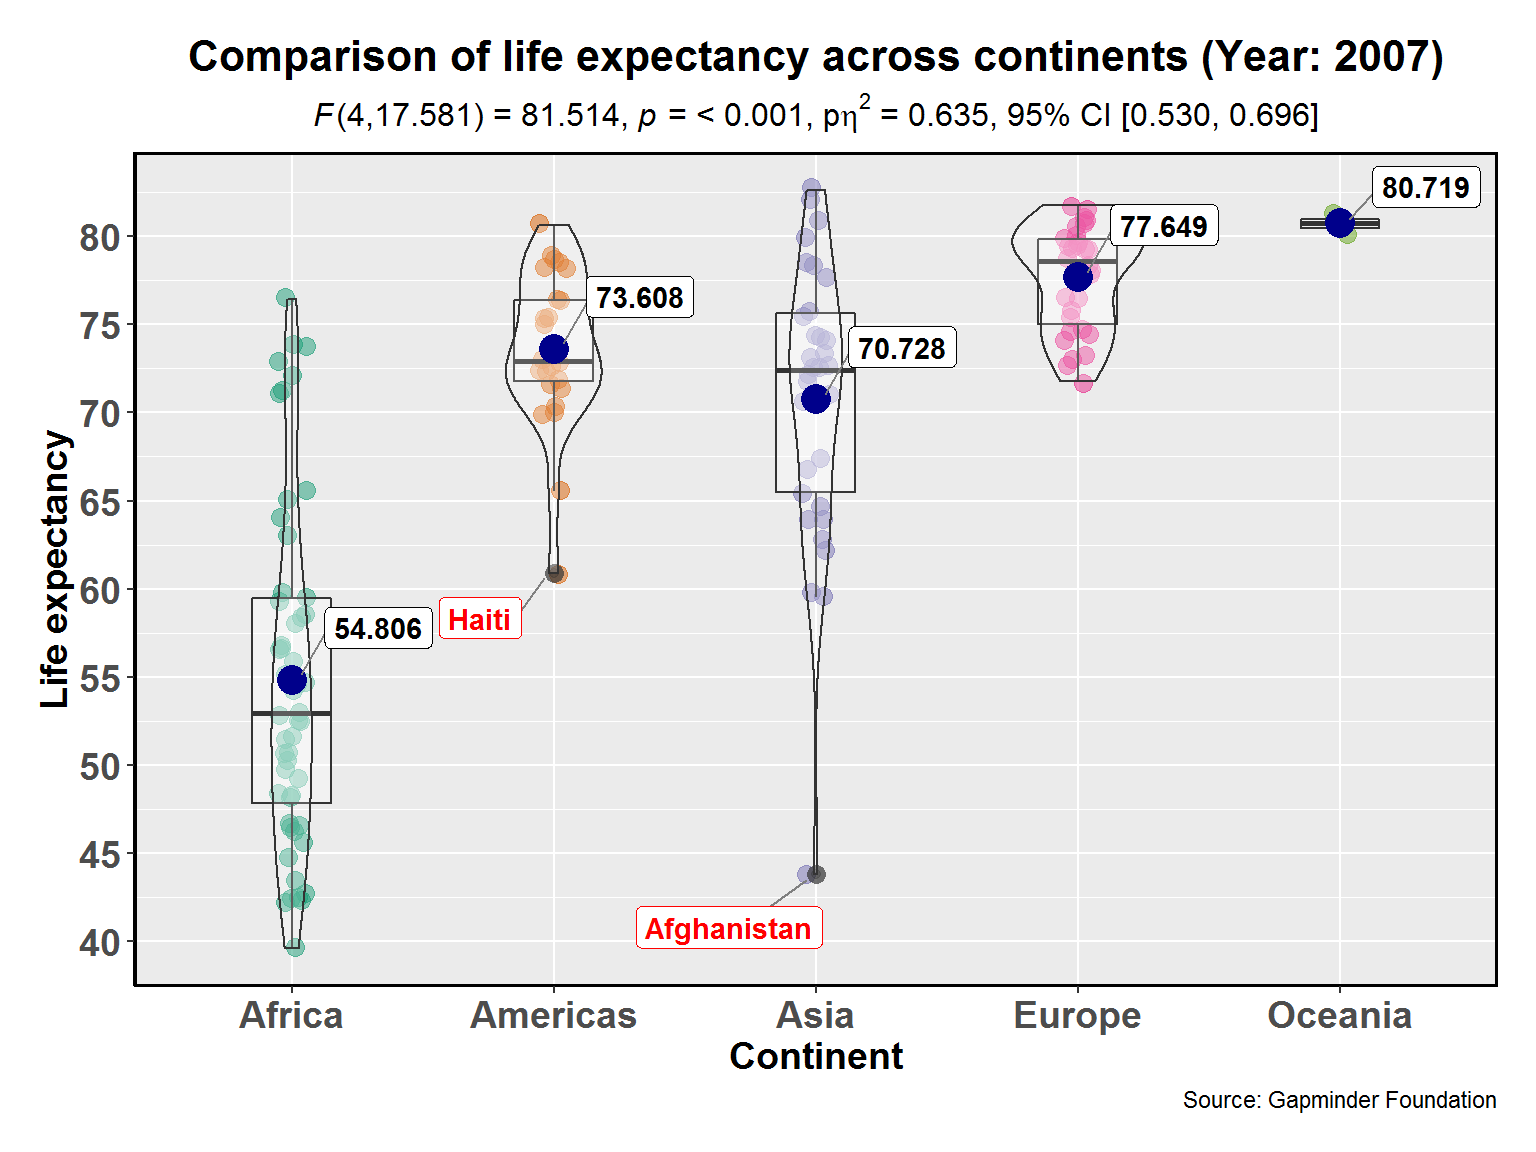 Comparison of life expectancy across continents (Year: 2007)
F(4,17.581) = 81.514, p = < 0.001, pη² = 0.635, 95% CI [0.530, 0.696]
Life expectancy
80
75
70
65
60
55
50
45
40
80.719
77.649
73.608
70.728
Haiti
54.806
Afghanistan
Africa Americas Asia Europe Oceania
Continent
Source: Gapminder Foundation